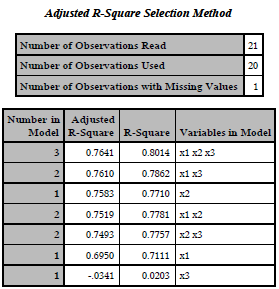 Adjusted R-Square Selection Method
Number of Observations Read 21
Number of Observations Used 20
Number of Observations with Missing Values 1
Number in Model Adjusted R-Square R-Square Variables in Model
3 0.7641 0.8014 x1 x2 x3
2 0.7610 0.7862 x1 x3
1 0.7583 0.7710 x2
2 0.7519 0.7781 x1 x2
2 0.7493 0.7757 x2 x3
1 0.6950 0.7111 x1
1 -.0341 0.0203 x3